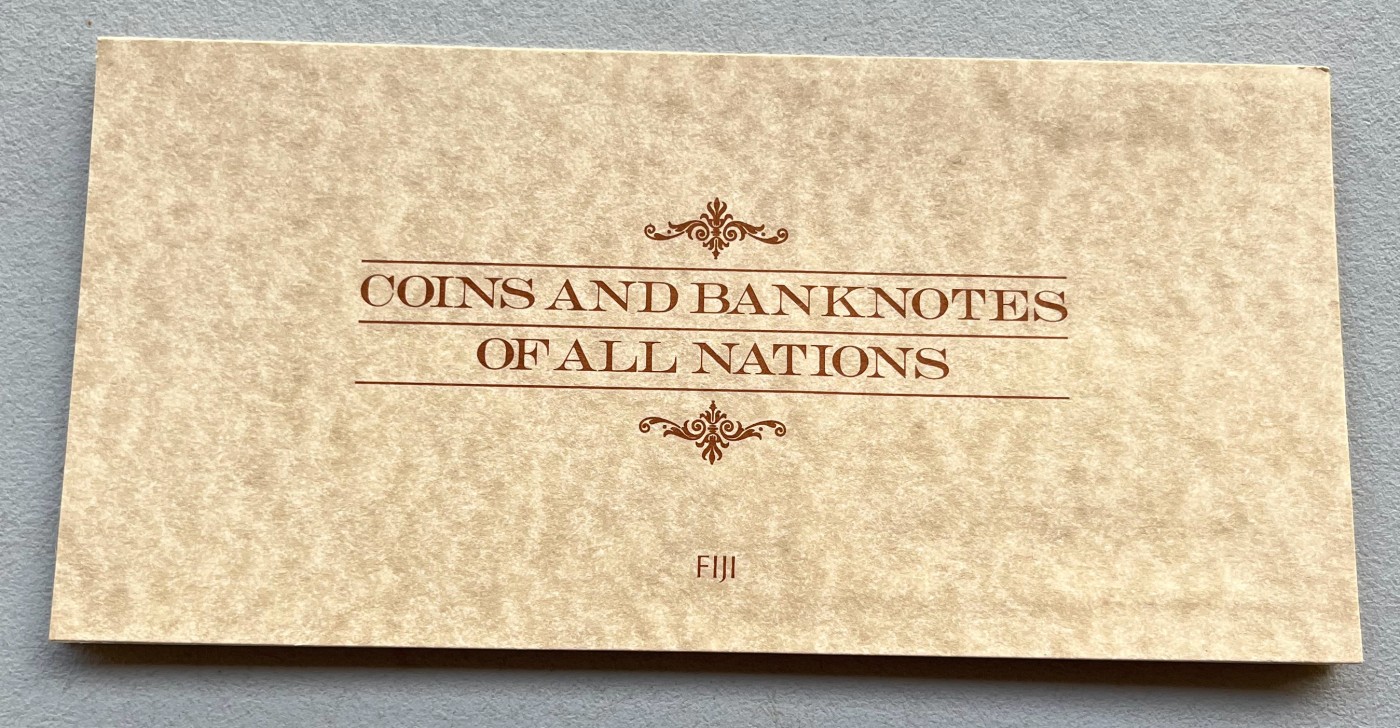 COINS AND BANKNOTES
OF ALL NATIONS
FIJI